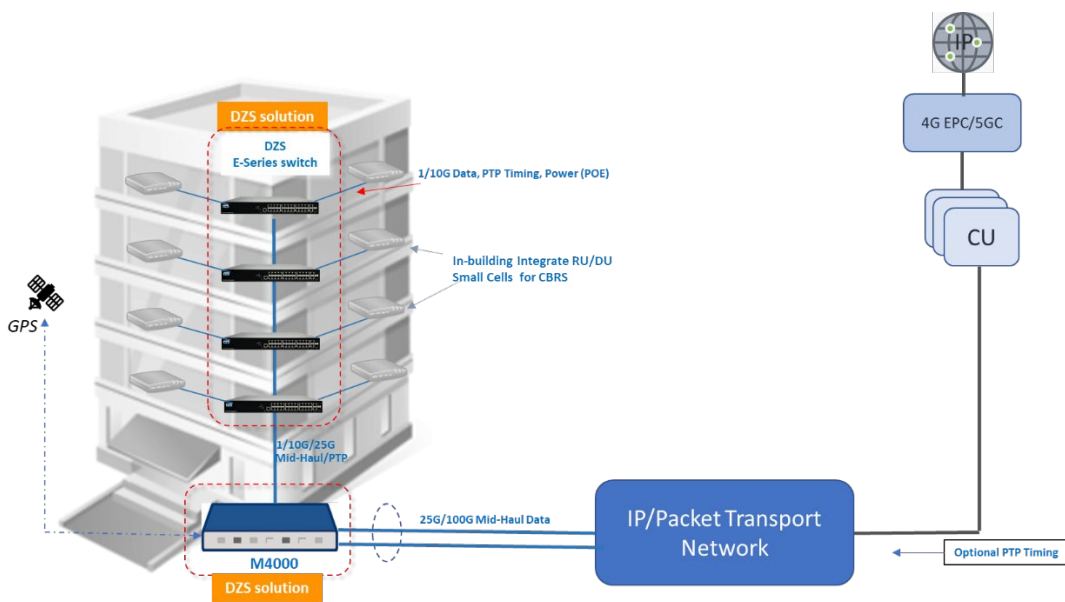 IP
DZS solution
4G EPC/5GC
DZS
E-Series switch
1/10G Data, PTP Timing, Power (POE)
CU
In-building Integrate RU/DU
Small Cells for CBRS
GPS
1/10G/25G
Mid-Haul/PTP
25G/100G Mid-Haul Data
IP/Packet Transport
Network
M4000
Optional PTP Timing
DZS solution